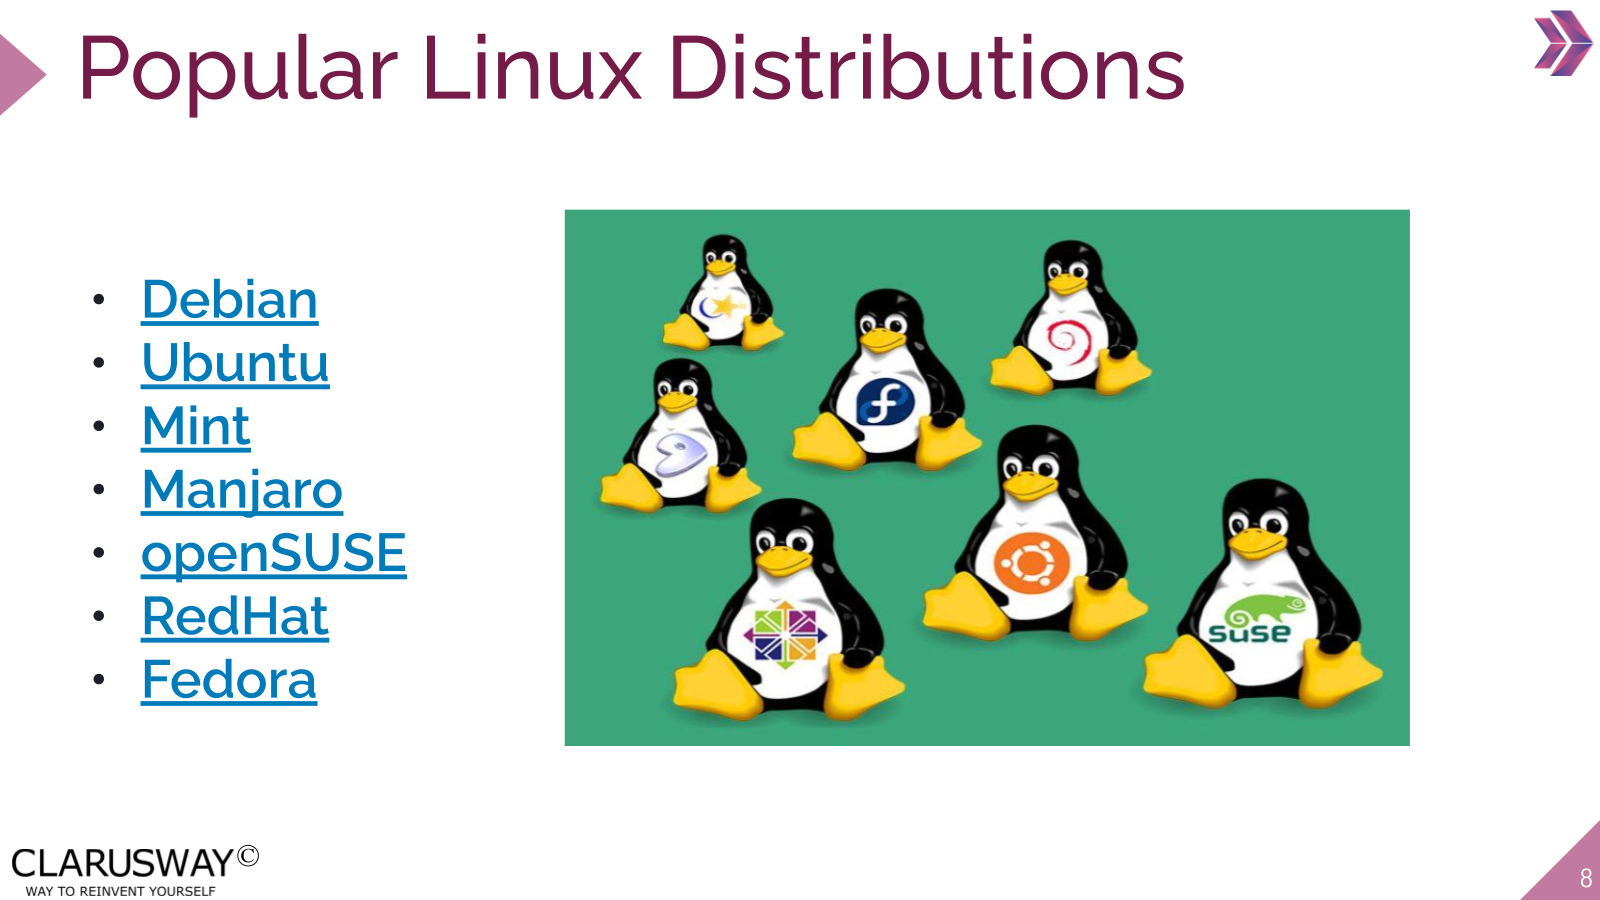 Popular Linux Distributions
• Debian
• Ubuntu
• Mint
• Manjaro
• openSUSE
• RedHat
• Fedora
suse
CLARUSWAY©
WAY TO REINVENT YOURSELF
8